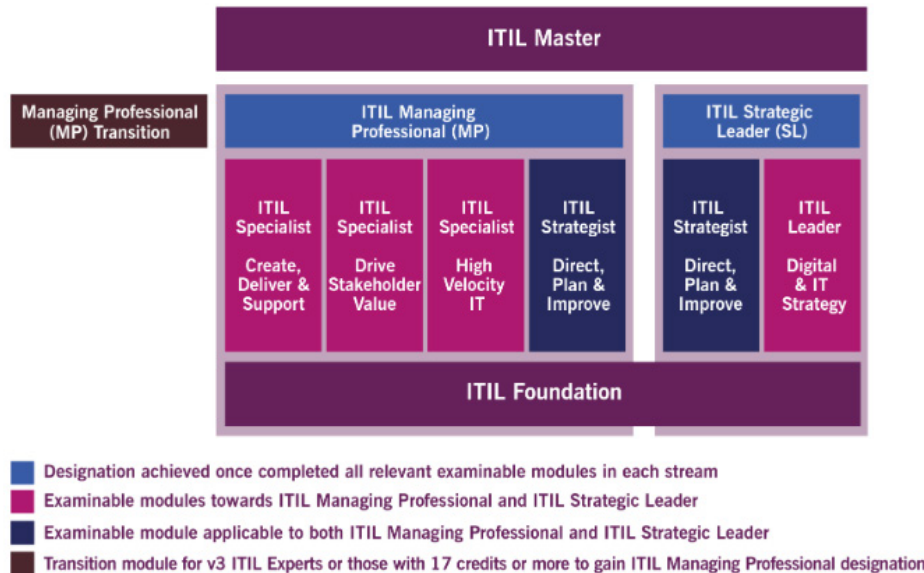 ITIL Master
Managing Professional
(MP) Transition
ITIL Managing
Professional (MP)
ITIL Strategic
Leader (SL)
ITIL
Specialist
Create,
Deliver &
Support
ITIL
Specialist
Drive
Stakeholder
Value
ITIL
Specialist
High
Velocity
IT
ITIL
Strategist
Direct,
Plan &
Improve
ITIL
Strategist
Direct,
Plan &
Improve
ITIL
Leader
Digital
& IT
Strategy
ITIL Foundation
Designation achieved once completed all relevant examinable modules in each stream
Examinable modules towards ITIL Managing Professional and ITIL Strategic Leader
Examinable module applicable to both ITIL Managing Professional and ITIL Strategic Leader
Transition module for v3 ITIL Experts or those with 17 credits or more to gain ITIL Managing Professional designation